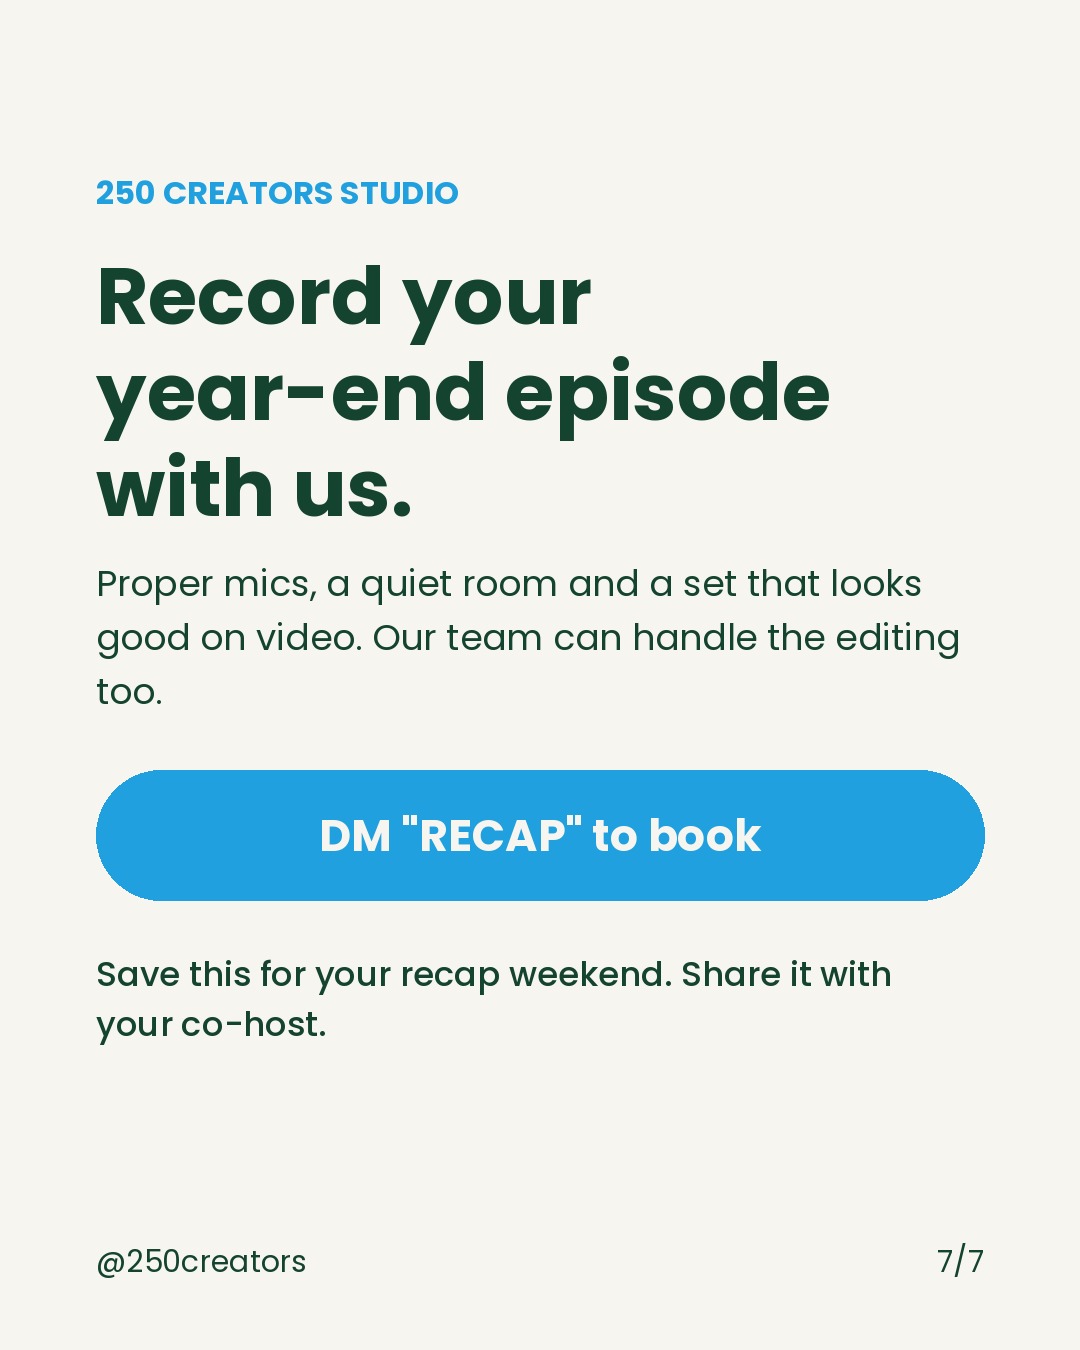 250 CREATORS STUDIO
Record your
year-end episode
with us.
Proper mics, a quiet room and a set that looks
good on video. Our team can handle the editing
too.
DM "RECAP" to book
Save this for your recap weekend. Share it with
your co-host.
@250creators
7/7